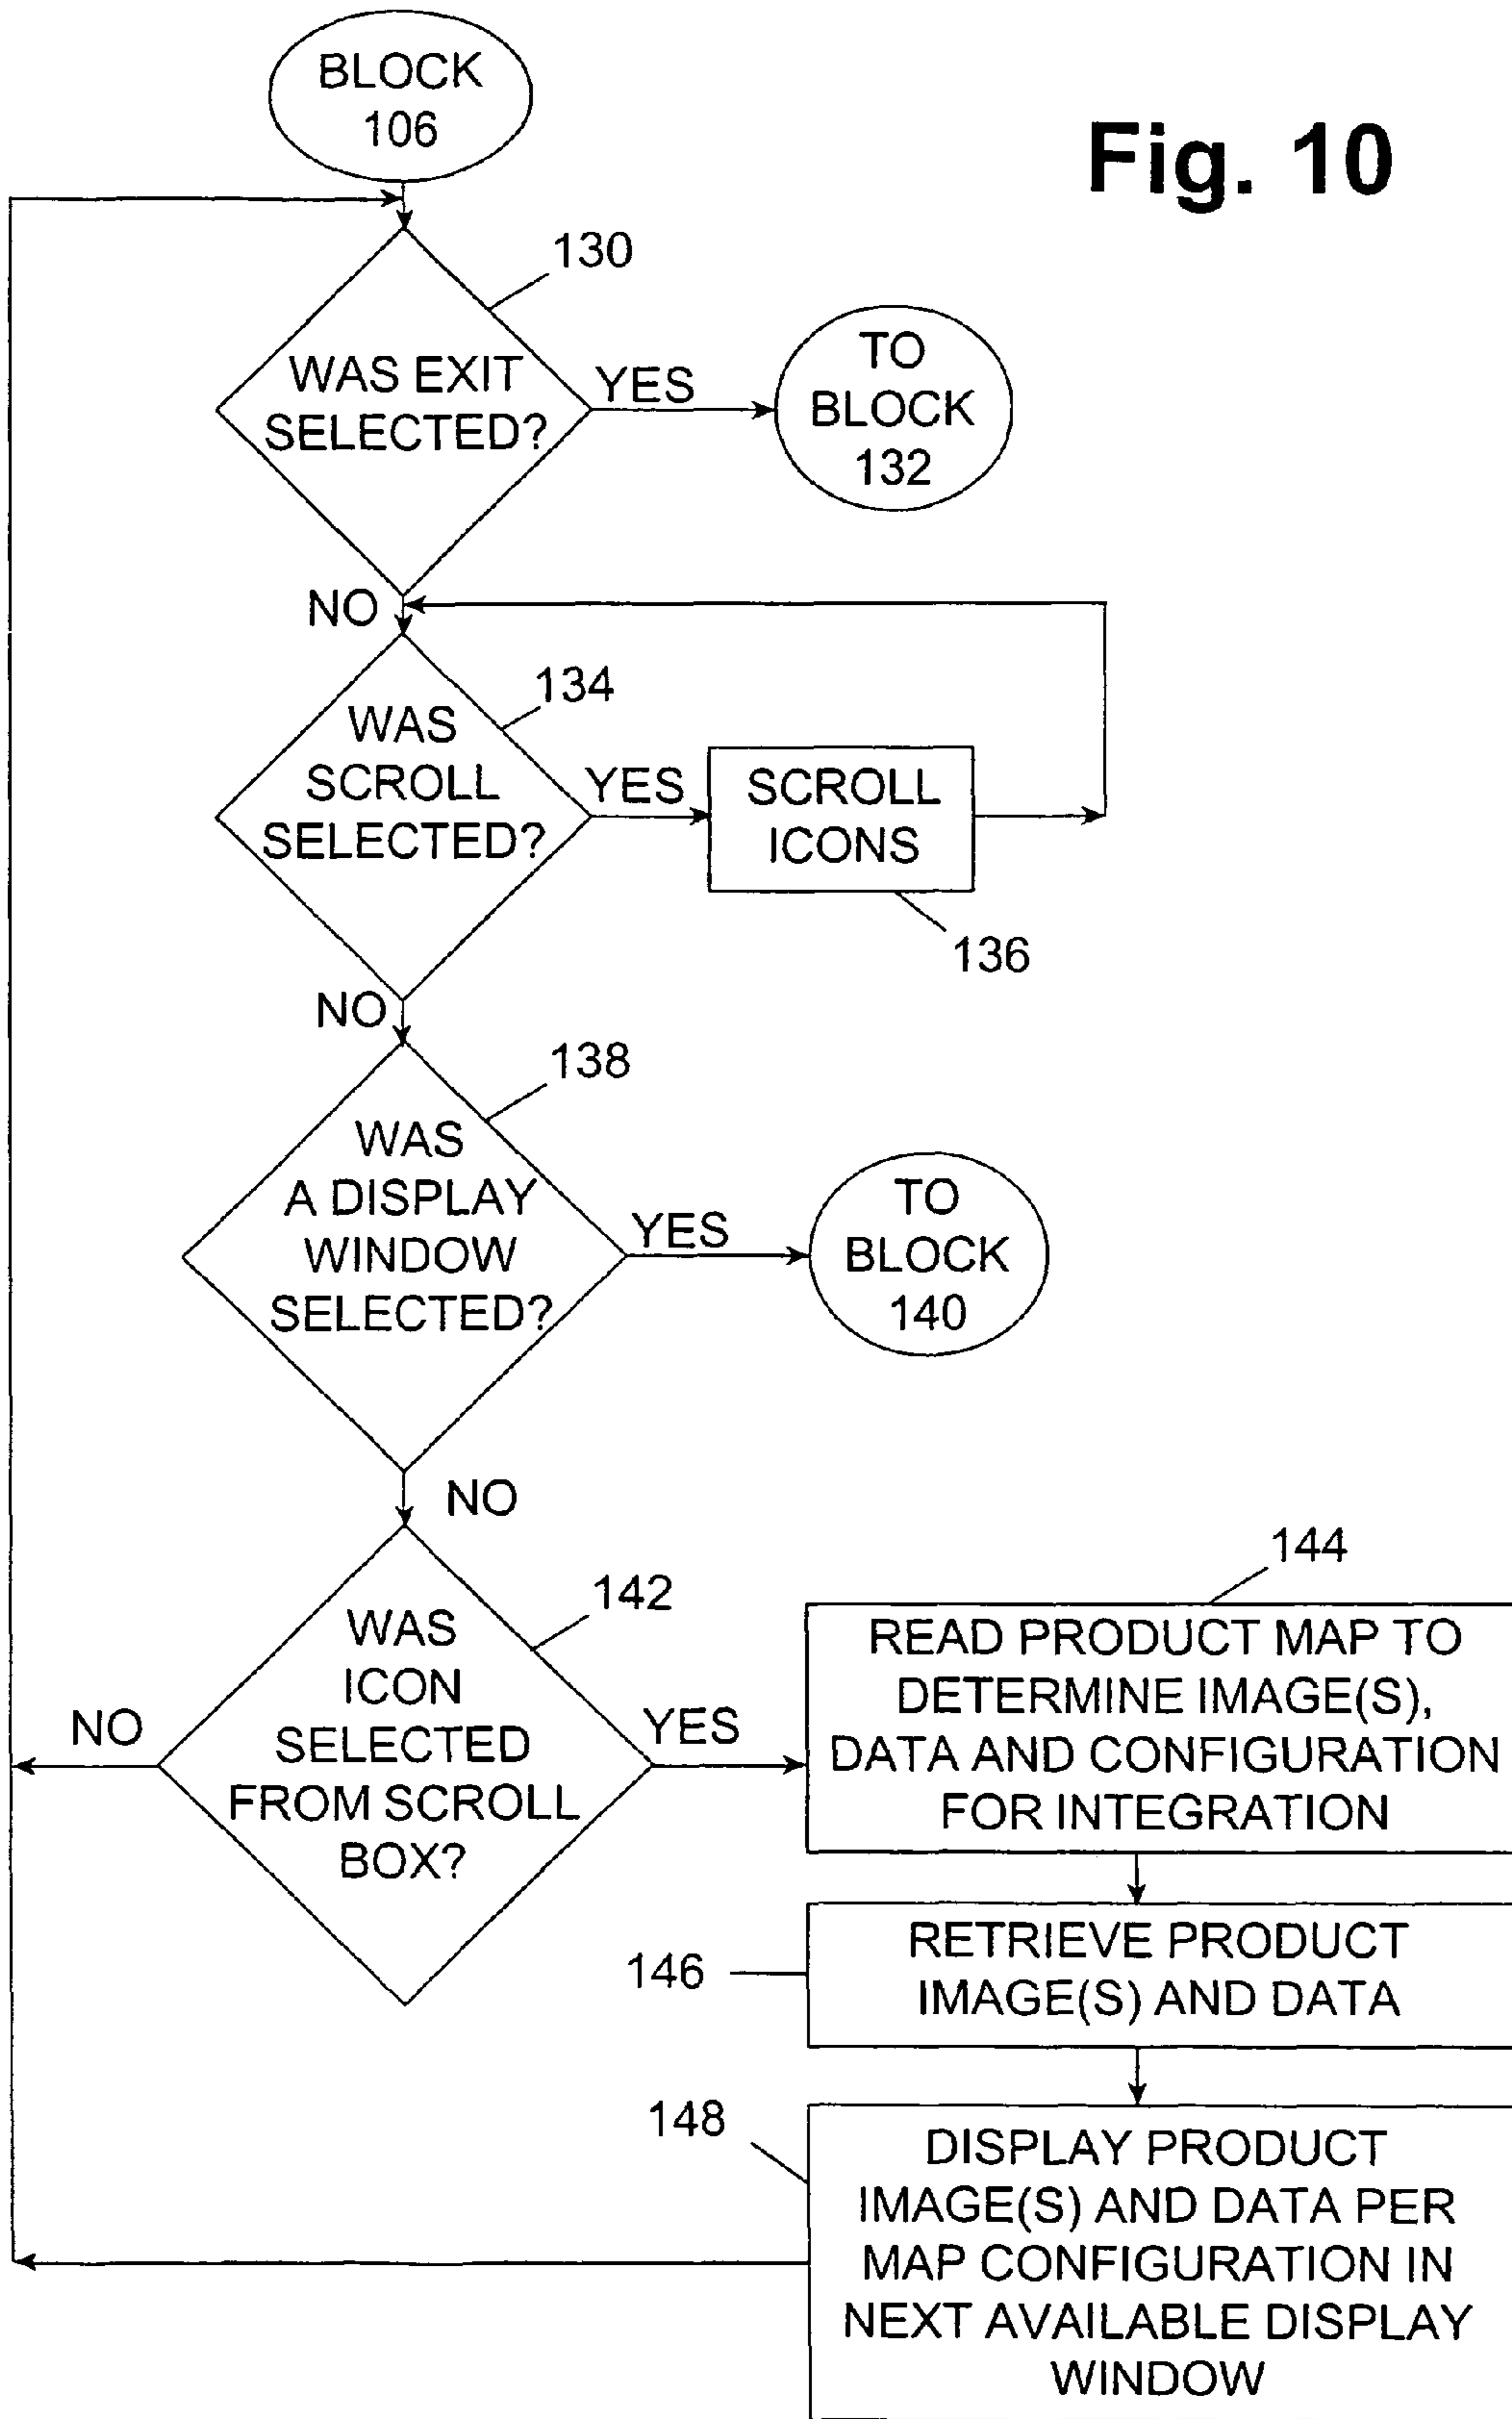 BLOCK
106
Fig. 10
130
WAS EXIT
SELECTED?
YES
TO
BLOCK
132
NO
134
WAS
SCROLL
SELECTED?
YES
SCROLL
ICONS
136
NO
138
WAS
A DISPLAY
WINDOW
SELECTED?
YES
TO
BLOCK
140
NO
142
WAS
ICON
SELECTED
FROM SCROLL
BOX?
NO
YES
144
READ PRODUCT MAP TO
DETERMINE IMAGE(S),
DATA AND CONFIGURATION
FOR INTEGRATION
146
RETRIEVE PRODUCT
IMAGE(S) AND DATA
148
DISPLAY PRODUCT
IMAGE(S) AND DATA PER
MAP CONFIGURATION IN
NEXT AVAILABLE DISPLAY
WINDOW